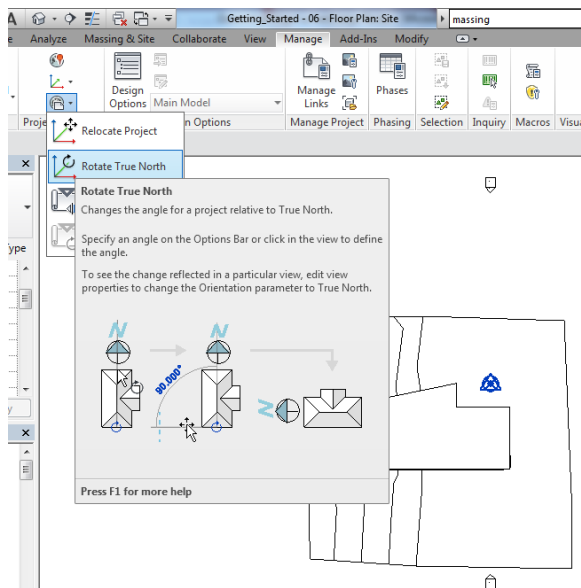 Getting_Started - 06 - Floor Plan: Site
massing
Analyze Massing & Site Collaborate View Manage Add-Ins Modify
Design
Options
Main Model
Manage
Links
Phases
Manage Project Phasing Selection Inquiry Macros
n Options
Relocate Project
Rotate True North
Rotate True North
Changes the angle for a project relative to True North.
Specify an angle on the Options Bar or click in the view to define
the angle.
To see the change reflected in a particular view, edit view
properties to change the Orientation parameter to True North.
N N
90.000°
N
Press F1 for more help